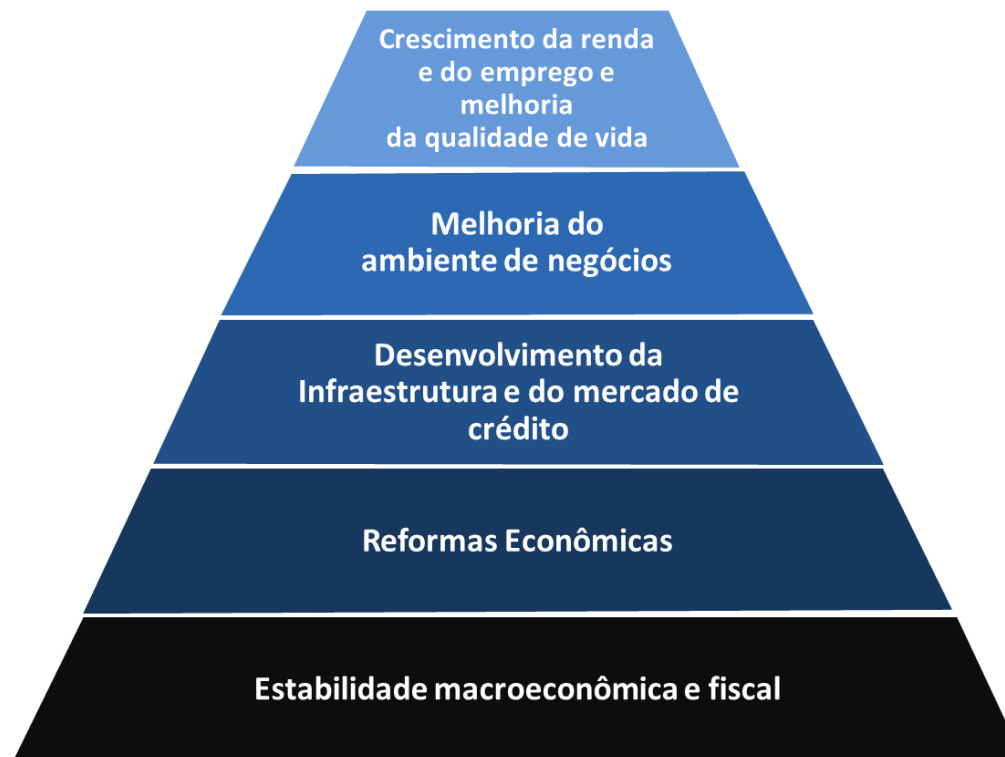 Crescimento da renda
e do emprego e
melhoria
da qualidade de vida
Melhoria do
ambiente de negócios
Desenvolvimento da
Infraestrutura e do mercado de
crédito
Reformas Econômicas
Estabilidade macroeconômica e fiscal